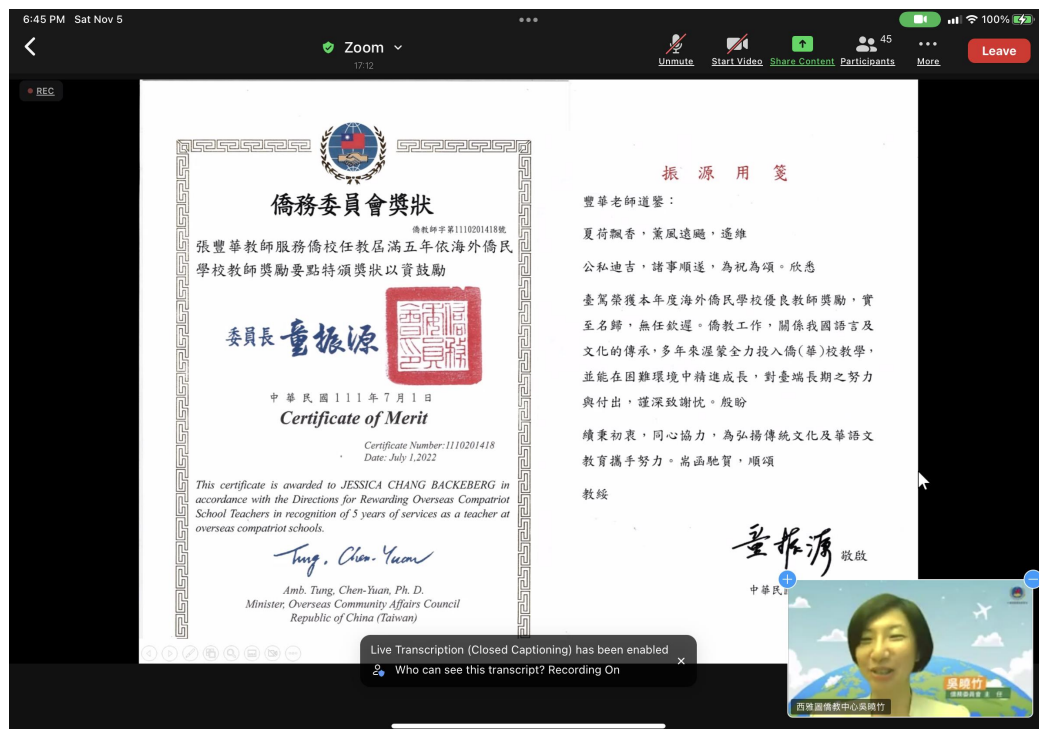 6:45 PM Sat Nov 5
100%
Zoom
17:12
Unmute
Start Video
Share Content
Participants
45
More
Leave
REC
僑務委員會獎狀
僑教師字第1110201418號
張豐華教師服務僑校任教屆滿五年依海外僑民
學校教師獎勵要點特頒獎狀以資鼓勵
委員長 童振源
中華民國111年7月1日
Certificate of Merit
Certificate Number:1110201418
Date: July 1,2022
This certificate is awarded to JESSICA CHANG BACKEBERG in
accordance with the Directions for Rewarding Overseas Compatriot
School Teachers in recognition of 5 years of services as a teacher at
overseas compatriot schools.
Tung, Chen-Yuan
Amb. Tung, Chen-Yuan, Ph. D.
Minister, Overseas Community Affairs Council
Republic of China (Taiwan)
振源用箋
豐華老師道鑒：
夏荷飄香，薰風遠颺，遙維
公私迪吉，諸事順遂，為祝為頌。欣悉
臺駕榮獲本年度海外僑民學校優良教師獎勵，實
至名歸，無任欽遲。僑教工作，關係我國語言及
文化的傳承，多年來渥蒙全力投入僑(華)校教學，
並能在困難環境中精進成長，對臺端長期之努力
與付出，謹深致謝忱。殷盼
續秉初衷，同心協力，為弘揚傳統文化及華語文
教育攜手努力。耑函馳賀，順頌
教綏
童振源 敬啟
中華民
Live Transcription (Closed Captioning) has been enabled
Who can see this transcript? Recording On
吳曉竹
僑務委員會 主 任
西雅圖僑教中心吳曉竹